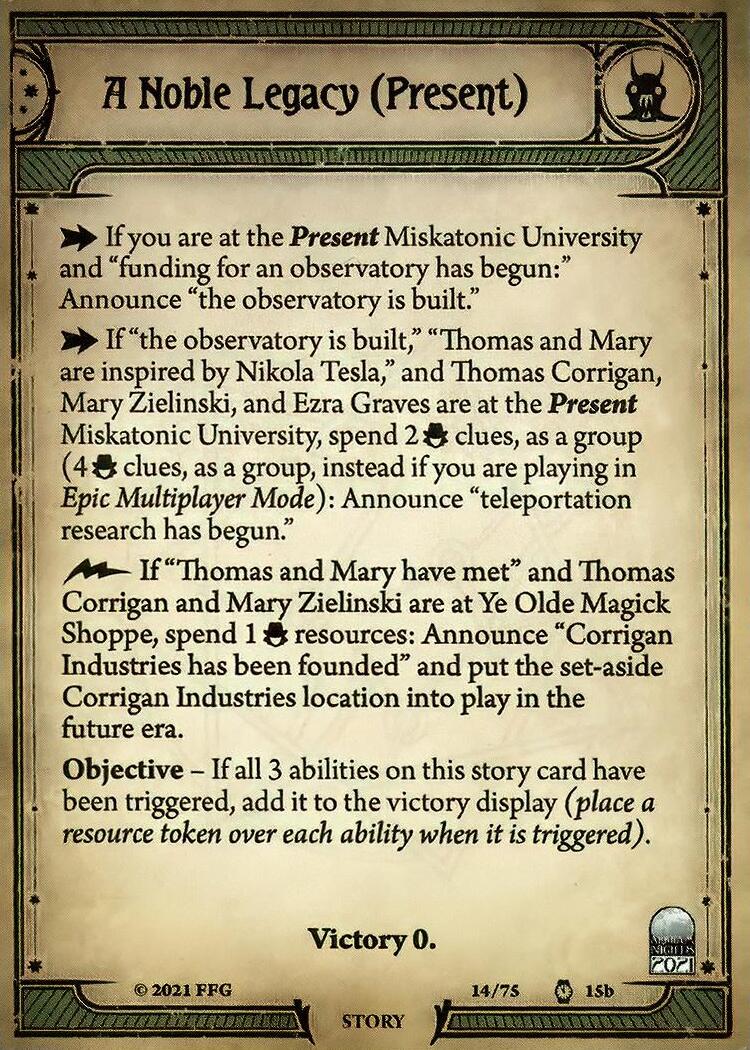 A Noble Legacy (Present)
If you are at the Present Miskatonic University
and “funding for an observatory has begun:”
Announce “the observatory is built.”
If “the observatory is built,” “Thomas and Mary
are inspired by Nikola Tesla,” and Thomas Corrigan,
Mary Zielinski, and Ezra Graves are at the Present
Miskatonic University, spend 2 clues, as a group
(4 clues, as a group, instead if you are playing in
Epic Multiplayer Mode): Announce “teleportation
research has begun.”
If “Thomas and Mary have met” and Thomas
Corrigan and Mary Zielinski are at Ye Olde Magick
Shoppe, spend 1 resources: Announce “Corrigan
Industries has been founded” and put the set-aside
Corrigan Industries location into play in the
future era.
Objective – If all 3 abilities on this story card have
been triggered, add it to the victory display (place a
resource token over each ability when it is triggered).
Victory 0.
ARKHAM
NIGHTS
2021
© 2021 FFG 14/75 15b
STORY